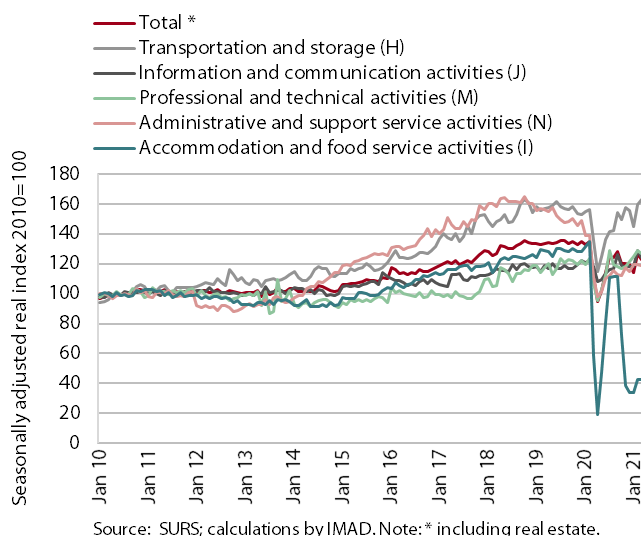 Total *
Transportation and storage (H)
Information and communication activities (J)
Professional and technical activities (M)
Administrative and support service activities (N)
Accommodation and food service activities (I)
Seasonally adjusted real index 2010=100
180
160
140
120
100
80
60
40
20
0
Jan 10
Jan 11
Jan 12
Jan 13
Jan 14
Jan 15
Jan 16
Jan 17
Jan 18
Jan 19
Jan 20
Jan 21
Source: SURS; calculations by IMAD. Note: * including real estate.